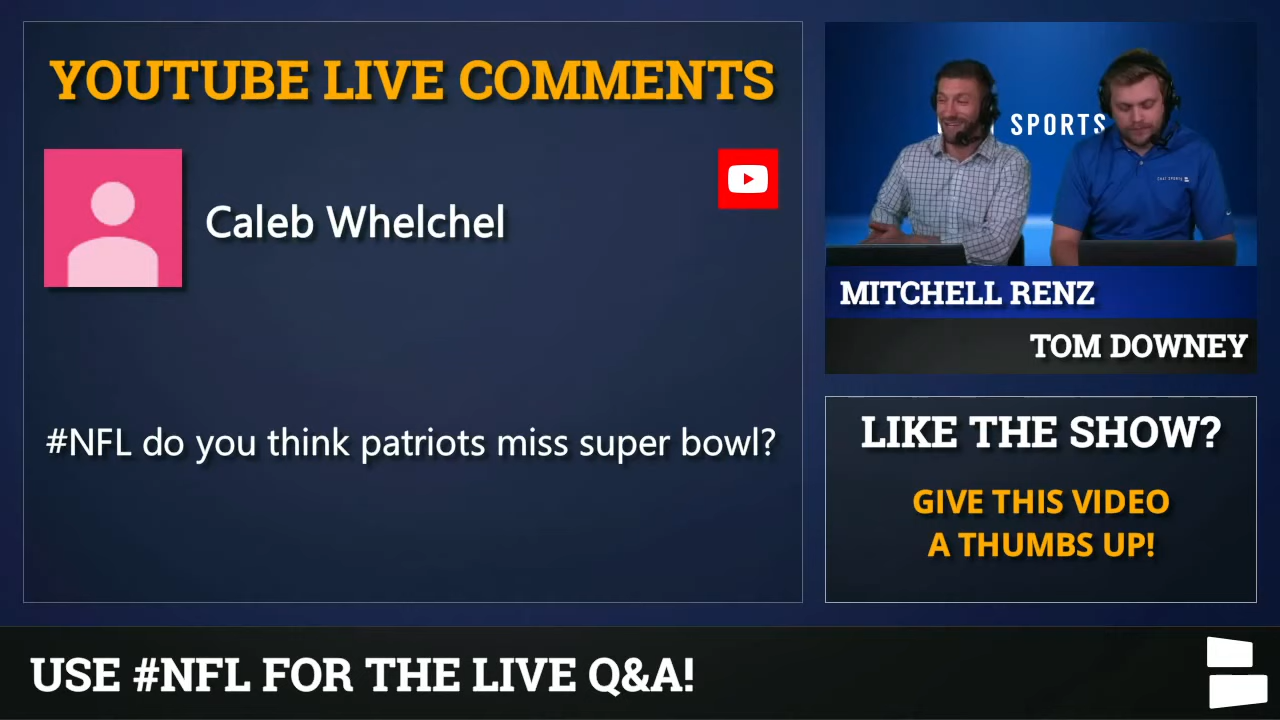 YOUTUBE LIVE COMMENTS
Caleb Whelchel
#NFL do you think patriots miss super bowl?
SPORTS
MITCHELL RENZ
TOM DOWNEY
LIKE THE SHOW?
GIVE THIS VIDEO
A THUMBS UP!
USE #NFL FOR THE LIVE Q&A!